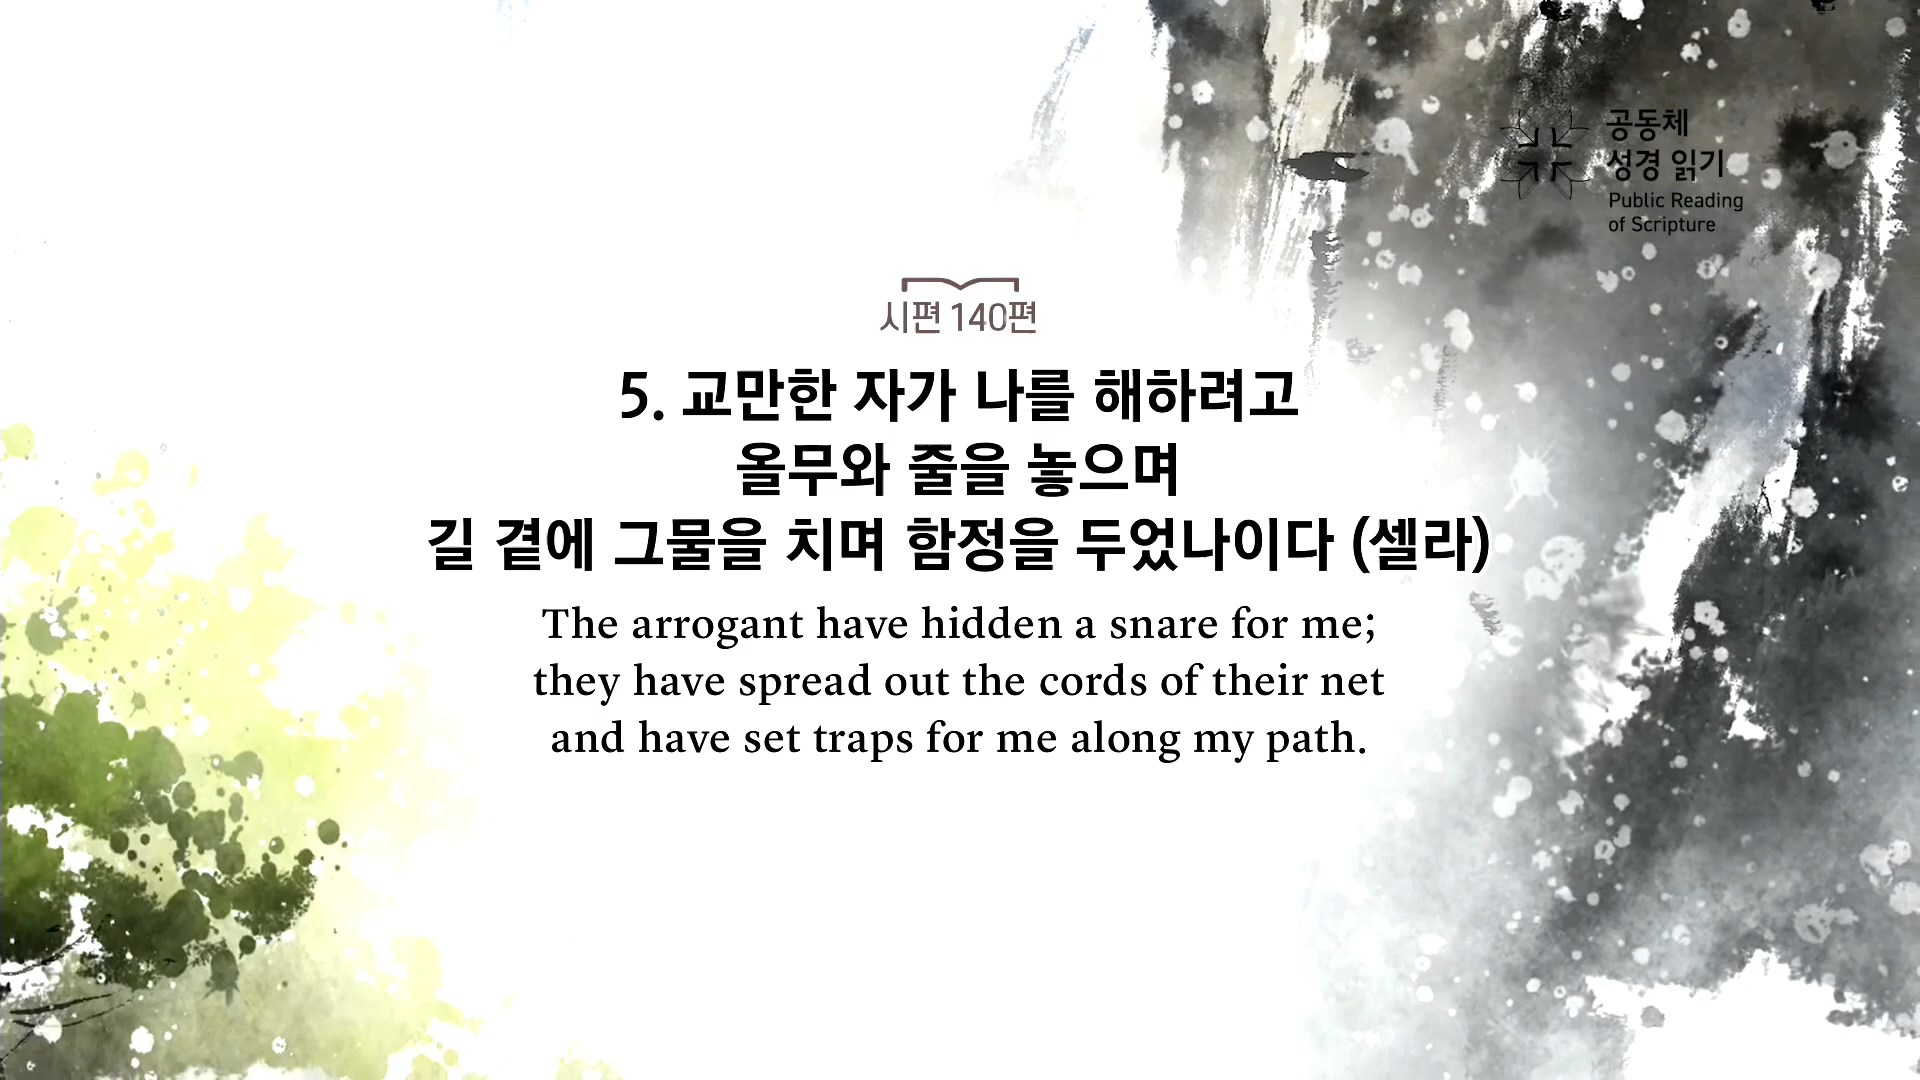 공동체
성경 읽기
Public Reading
of Scripture
시편 140편
5. 교만한 자가 나를 해하려고
올무와 줄을 놓으며
길 곁에 그물을 치며 함정을 두었나이다 (셀라)
The arrogant have hidden a snare for me;
they have spread out the cords of their net
and have set traps for me along my path.